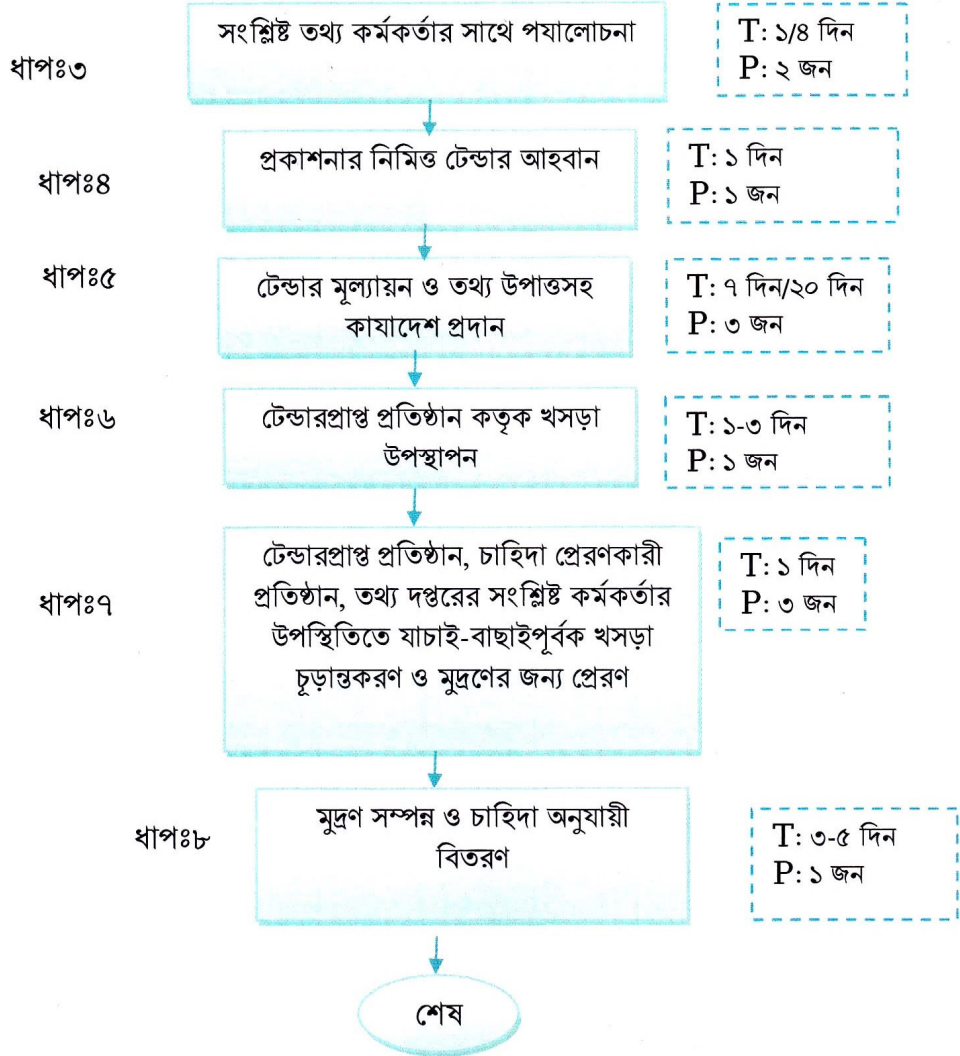 ধাপঃ৩
সংশ্লিষ্ট তথ্য কর্মকর্তার সাথে পযালোচনা
T: ১/৪ দিন
P: ২ জন
ধাপঃ৪
প্রকাশনার নিমিত্ত টেন্ডার আহবান
T: ১ দিন
P: ১ জন
ধাপঃ৫
টেন্ডার মূল্যায়ন ও তথ্য উপাত্তসহ
কাযাদেশ প্রদান
T: ৭ দিন/২০ দিন
P: ৩ জন
ধাপঃ৬
টেন্ডারপ্রাপ্ত প্রতিষ্ঠান কতৃক খসড়া
উপস্থাপন
T: ১-৩ দিন
P: ১ জন
ধাপঃ৭
টেন্ডারপ্রাপ্ত প্রতিষ্ঠান, চাহিদা প্রেরণকারী
প্রতিষ্ঠান, তথ্য দপ্তরের সংশ্লিষ্ট কর্মকর্তার
উপস্থিতিতে যাচাই-বাছাইপূর্বক খসড়া
চূড়ান্তকরণ ও মুদ্রণের জন্য প্রেরণ
T: ১ দিন
P: ৩ জন
ধাপঃ৮
মুদ্রণ সম্পন্ন ও চাহিদা অনুযায়ী
বিতরণ
T: ৩-৫ দিন
P: ১ জন
শেষ